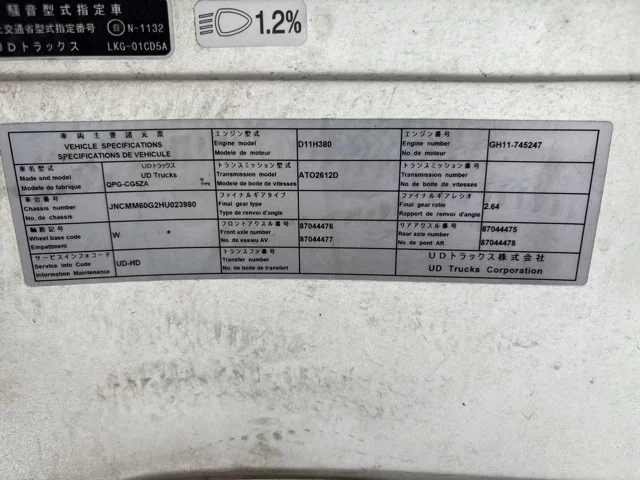 騒音型式指定車
交通省型式指定番号 自 N-1132
UDトラックス LKG-01CD5A
1.2%
車両主要諸元票
VEHICLE SPECIFICATIONS
SPECIFICATIONS DE VEHICULE
エンジン型式
Engine model
Modele de moteur
D11H380
エンジン番号
Engine number
No de moteur
GH11-745247
車名型式
Made and model
Modele de fabrique
UDトラックス
UD Trucks
QPG-CG5ZA
TYPE
トランスミッション型式
Transmission model
Modele de boite de vitesses
ATO2612D
トランスミッション番号
Transmission number
No. de boite de vitesses
車台番号
Chassis number
No. de chassis
JNCMM60G2HU023980
ファイナルギアタイプ
Final gear type
Type de renvoi d'angle
ファイナルギアレシオ
Final gear ratio
Rapport de renvoi d'angle
2.64
軸距記号
Wheel base code
Empattement
W *
フロントアクスル番号
Front axle number
No de essieu AV
87044476
87044477
リアアクスル番号
Rear axle number
No. de pont AR.
87044475
87044478
サービスインフォコード
Service inte Code
Information Maintenance
UD-HD
トランスファ番号
Transfer number
No. de boite de transfert
UDトラックス株式会社
UD Trucks Corporation